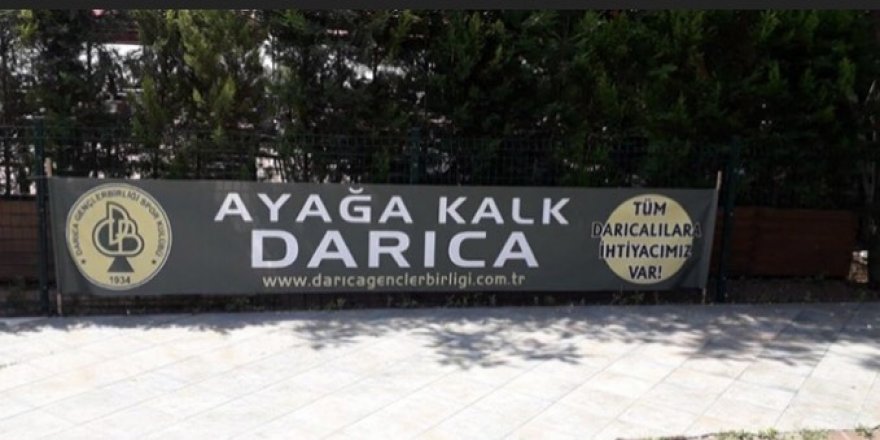 DARICA GENÇLERBİRLİĞİ SPOR KULÜBÜ
DGB
1934
AYAĞA KALK
DARICA
www.darıcagenclerbirligi.com.tr
TÜM
DARICALILARA
İHTİYACIMIZ
VAR!